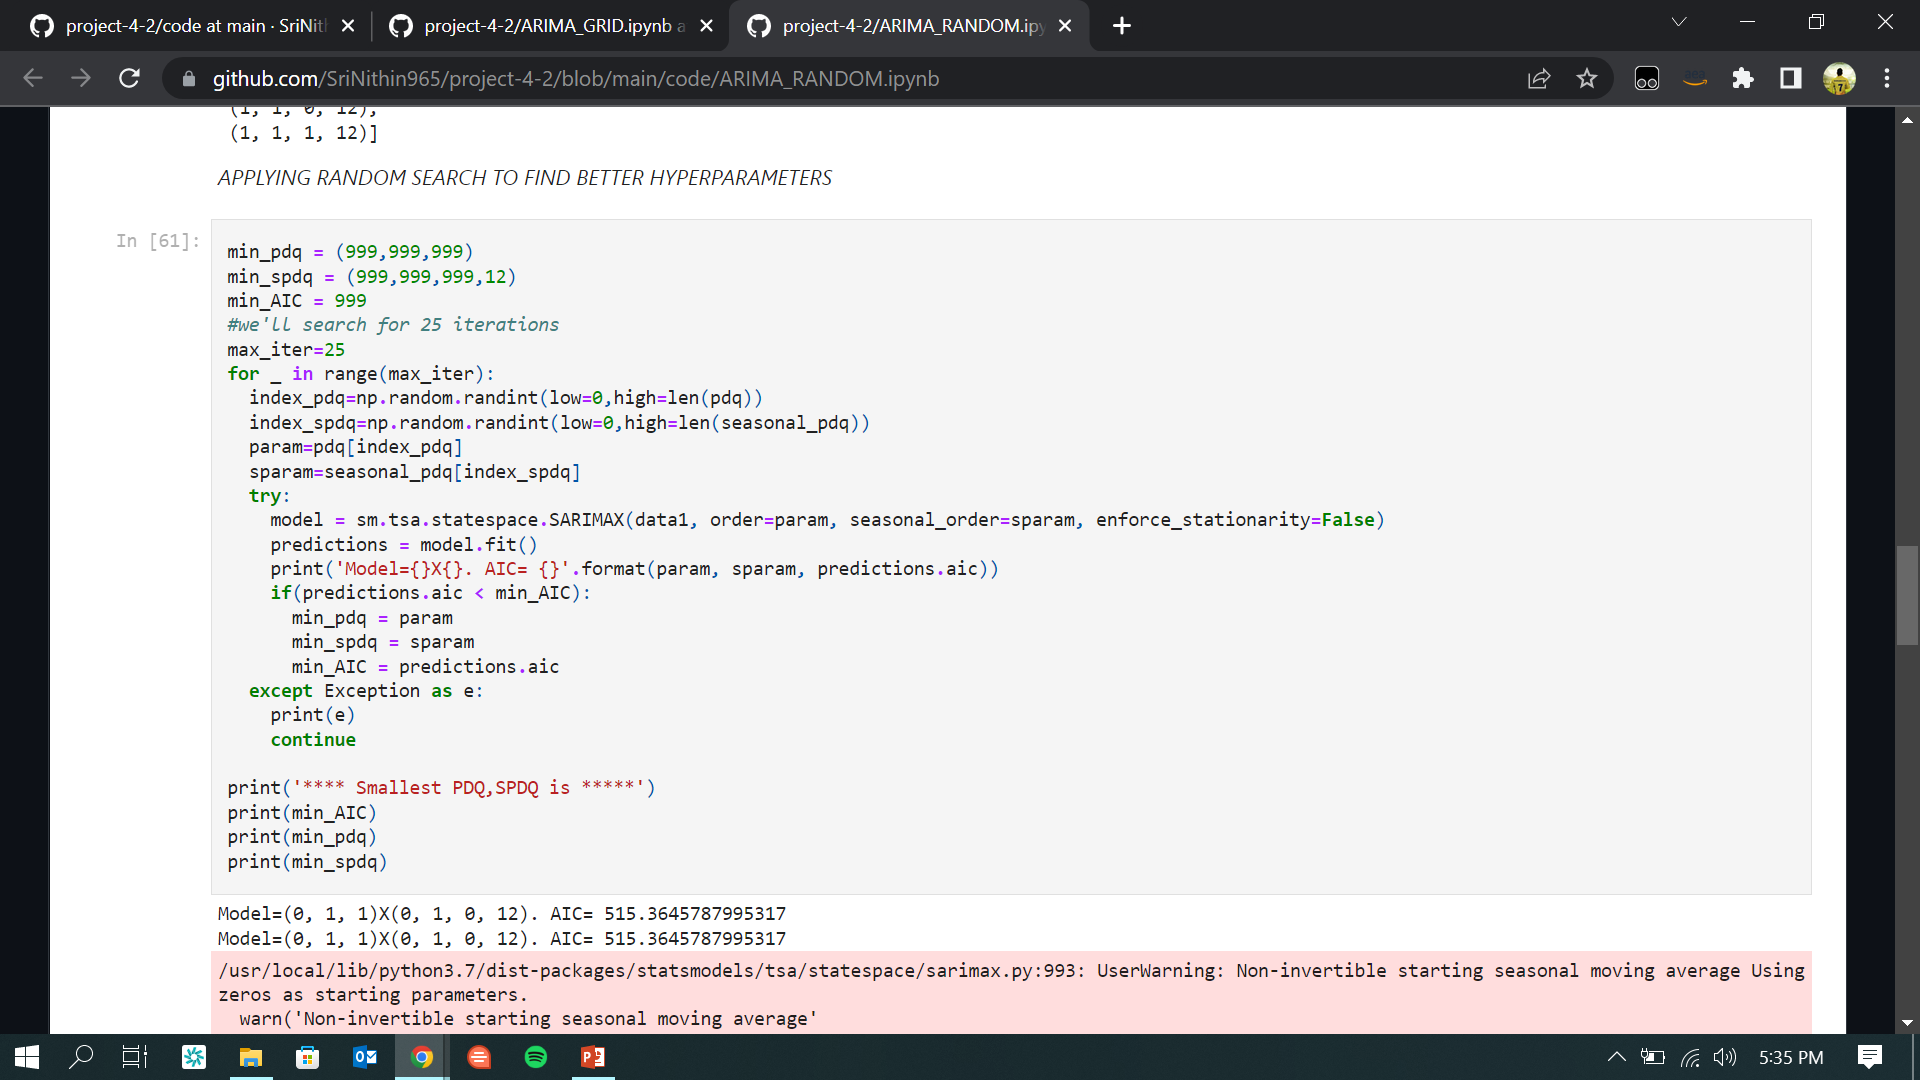 project-4-2/code at main · SriNith
project-4-2/ARIMA_GRID.ipynb a
project-4-2/ARIMA_RANDOM.ipy
github.com/SriNithin965/project-4-2/blob/main/code/ARIMA_RANDOM.ipynb
(1, 1, 0, 12),
(1, 1, 1, 12)]
APPLYING RANDOM SEARCH TO FIND BETTER HYPERPARAMETERS
In [61]:
min_pdq = (999,999,999)
min_spdq = (999,999,999,12)
min_AIC = 999
#we'll search for 25 iterations
max_iter=25
for _ in range(max_iter):
  index_pdq=np.random.randint(low=0,high=len(pdq))
  index_spdq=np.random.randint(low=0,high=len(seasonal_pdq))
  param=pdq[index_pdq]
  sparam=seasonal_pdq[index_spdq]
  try:
    model = sm.tsa.statespace.SARIMAX(data1, order=param, seasonal_order=sparam, enforce_stationarity=False)
    predictions = model.fit()
    print('Model={}X{}. AIC= {}'.format(param, sparam, predictions.aic))
    if(predictions.aic < min_AIC):
      min_pdq = param
      min_spdq = sparam
      min_AIC = predictions.aic
  except Exception as e:
    print(e)
    continue
print('**** Smallest PDQ,SPDQ is *****')
print(min_AIC)
print(min_pdq)
print(min_spdq)
Model=(0, 1, 1)X(0, 1, 0, 12). AIC= 515.3645787995317
Model=(0, 1, 1)X(0, 1, 0, 12). AIC= 515.3645787995317
/usr/local/lib/python3.7/dist-packages/statsmodels/tsa/statespace/sarimax.py:993: UserWarning: Non-invertible starting seasonal moving average Using
zeros as starting parameters.
  warn('Non-invertible starting seasonal moving average'
5:35 PM